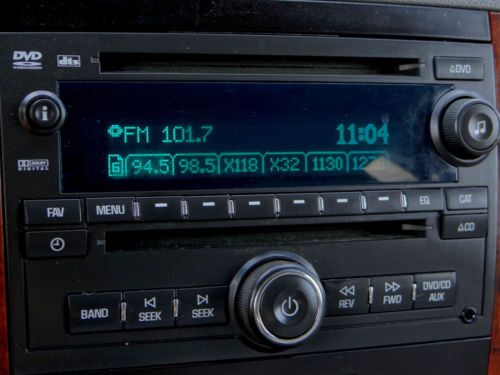 DVD
dts
DVD
i
FM 101.7 11:04
6 94.5 98.5 X118 X32 1130
DOLBY
DIGITAL
FAV MENU EQ CAT
CD
BAND SEEK SEEK REV FWD DVD/CD
AUX